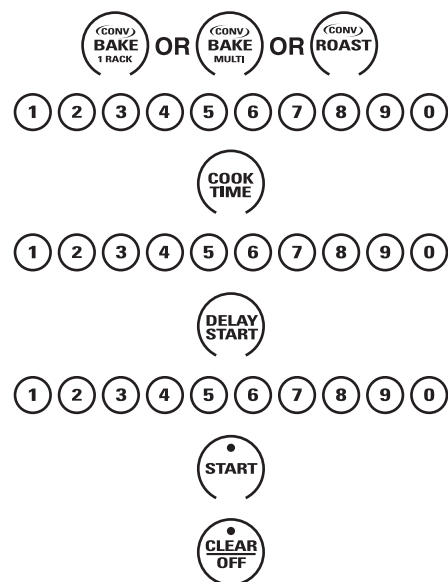 CONV BAKE 1 RACK OR CONV BAKE MULTI OR CONV ROAST
1 2 3 4 5 6 7 8 9 0
COOK TIME
1 2 3 4 5 6 7 8 9 0
DELAY START
1 2 3 4 5 6 7 8 9 0
START
CLEAR OFF